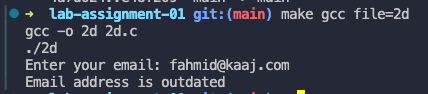 ➜ lab-assignment-01 git:(main) make gcc file=2d
gcc -o 2d 2d.c
./2d
Enter your email: fahmid@kaaj.com
Email address is outdated